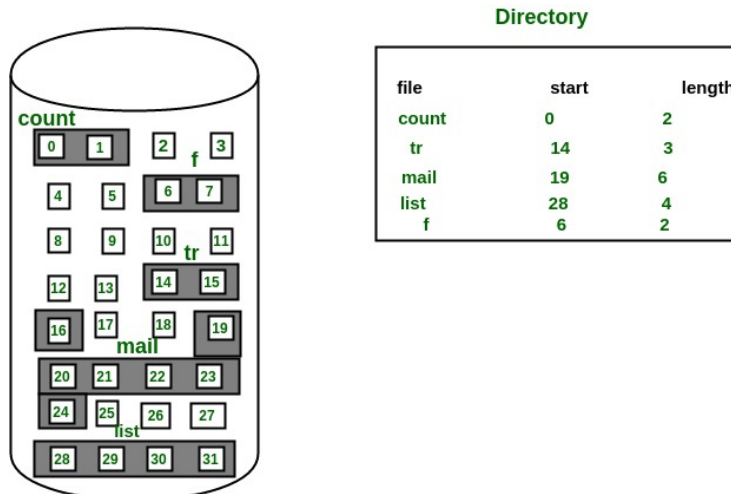 Directory
file start length
count 0 2
tr 14 3
mail 19 6
list 28 4
f 6 2
count
0 1 2 3
f
4 5 6 7
8 9 10 11
tr
12 13 14 15
16 17 18 19
mail
20 21 22 23
24 25 26 27
list
28 29 30 31